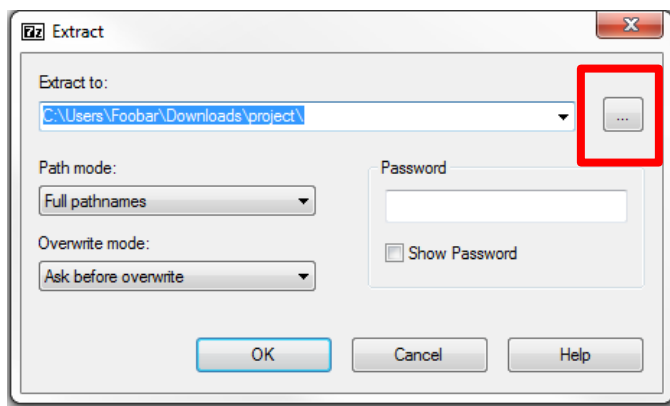 7z Extract
Extract to:
C:\Users\Foobar\Downloads\project\
...
Path mode:
Full pathnames
Password
Overwrite mode:
Show Password
Ask before overwrite
OK Cancel Help